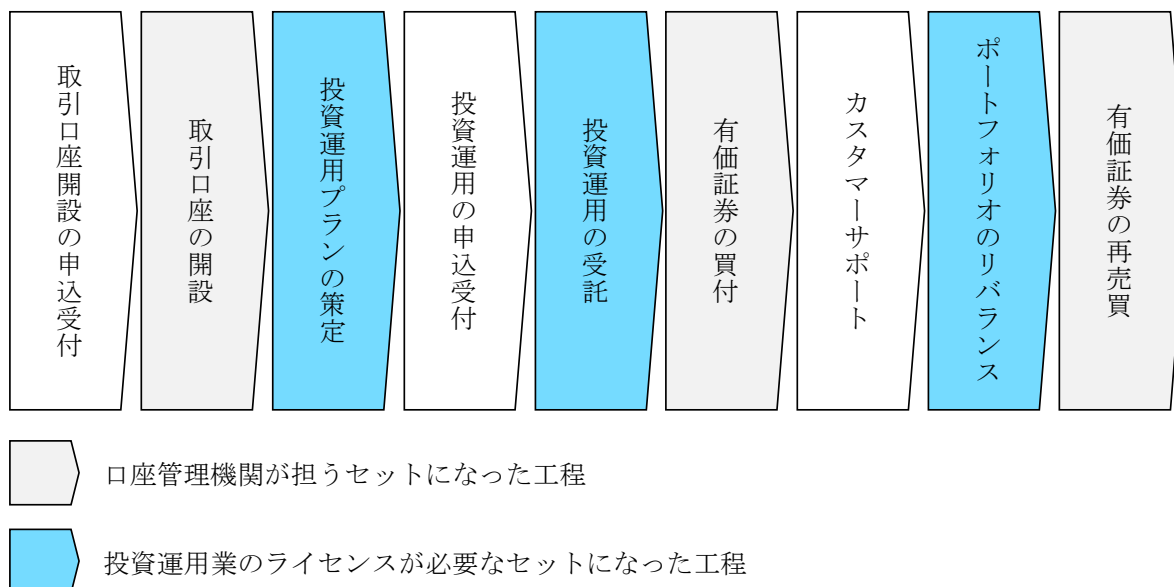 取引口座開設の申込受付
取引口座の開設
投資運用プランの策定
投資運用の申込受付
投資運用の受託
有価証券の買付
カスタマーサポート
ポートフォリオのリバランス
有価証券の再売買
口座管理機関が担うセットになった工程
投資運用業のライセンスが必要なセットになった工程